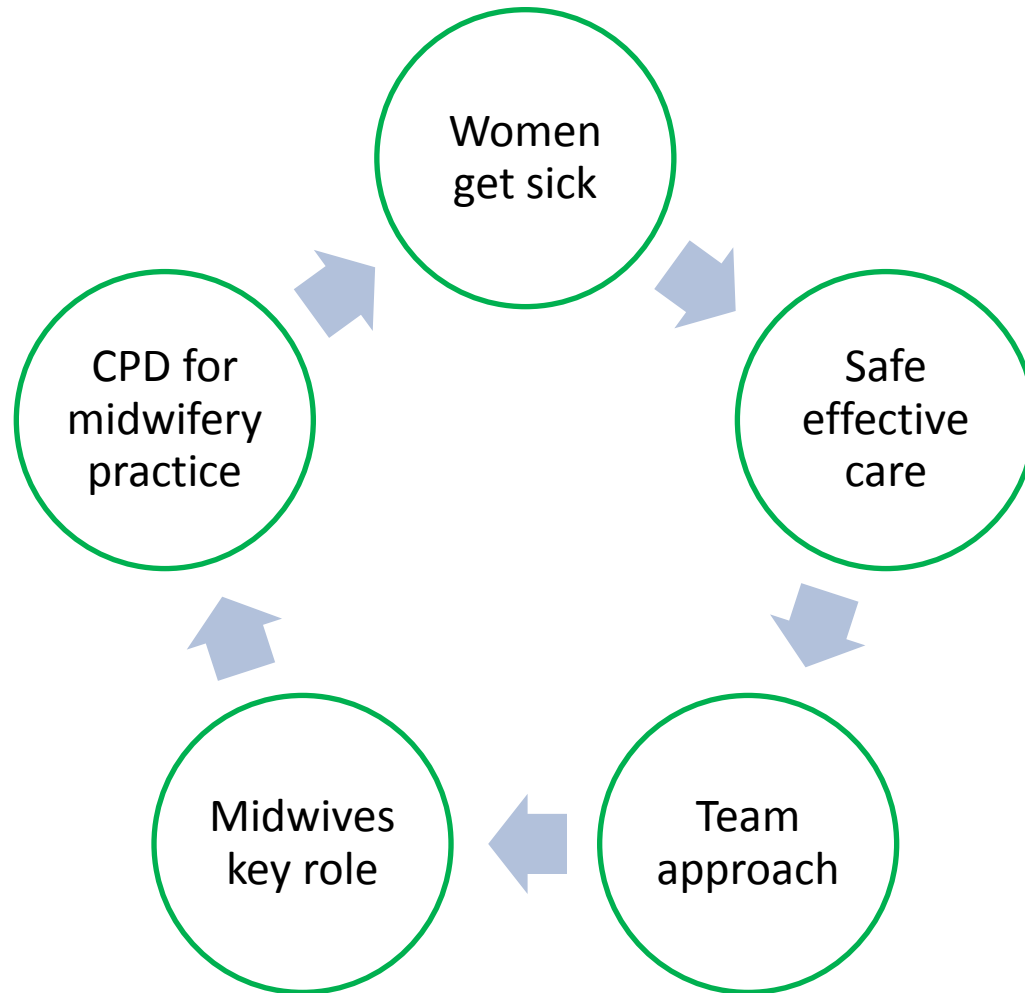 Women
get sick
Safe
effective
care
Team
approach
Midwives
key role
CPD for
midwifery
practice